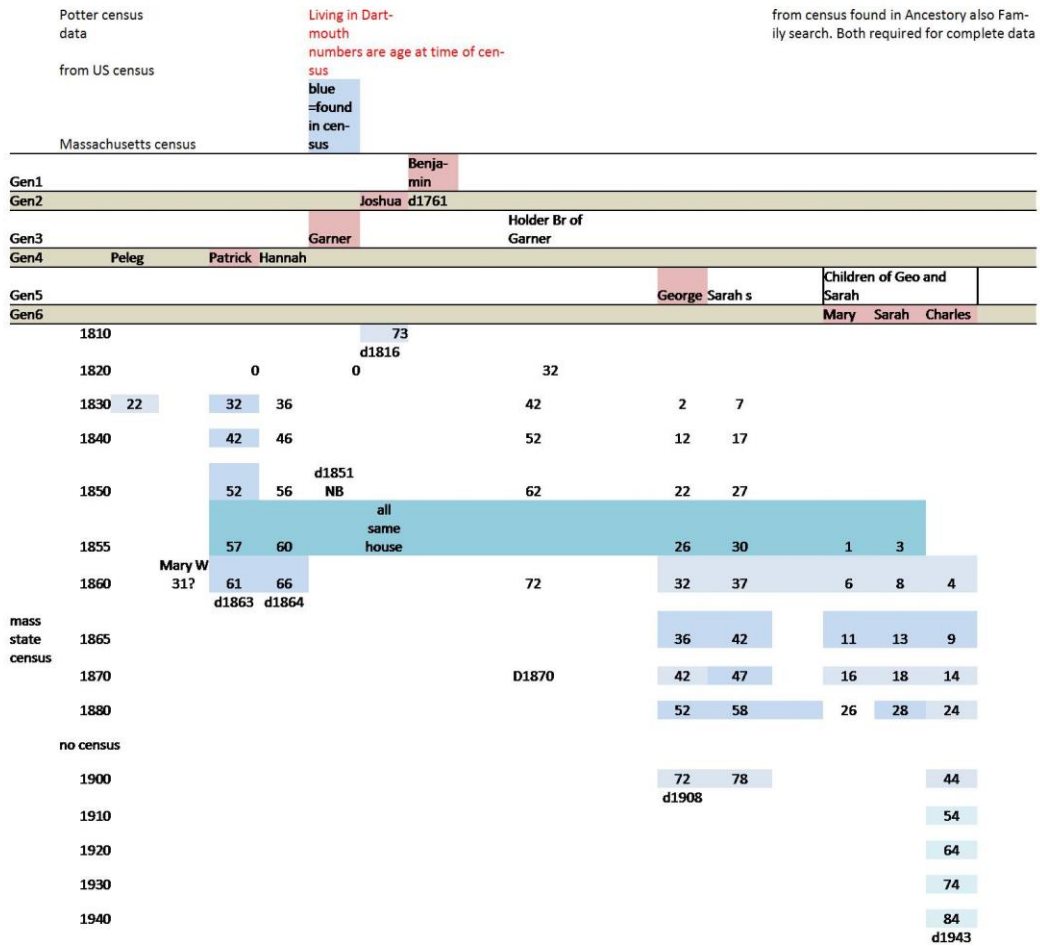 Potter census
data
Living in Dart-
mouth
numbers are age at time of cen-
sus
from census found in Ancestory also Fam-
ily search. Both required for complete data
from US census
blue
=found
in cen-
sus
Massachusetts census
Gen1 Benja-
min
Gen2 Joshua d1761
Gen3 Garner Holder Br of
Garner
Gen4 Peleg Patrick Hannah
Gen5 George Sarah s Children of Geo and
Sarah
Gen6 Mary Sarah Charles
1810 73
d1816
1820 0 0 32
1830 22 32 36 42 2 7
1840 42 46 52 12 17
d1851
1850 52 56 NB 62 22 27
all
same
1855 57 60 house 26 30 1 3
Mary W
1860 31? 61 66 72 32 37 6 8 4
d1863 d1864
mass
state
census
1865 36 42 11 13 9
1870 D1870 42 47 16 18 14
1880 52 58 26 28 24
no census
1900 72 78 44
d1908
1910 54
1920 64
1930 74
1940 84
d1943